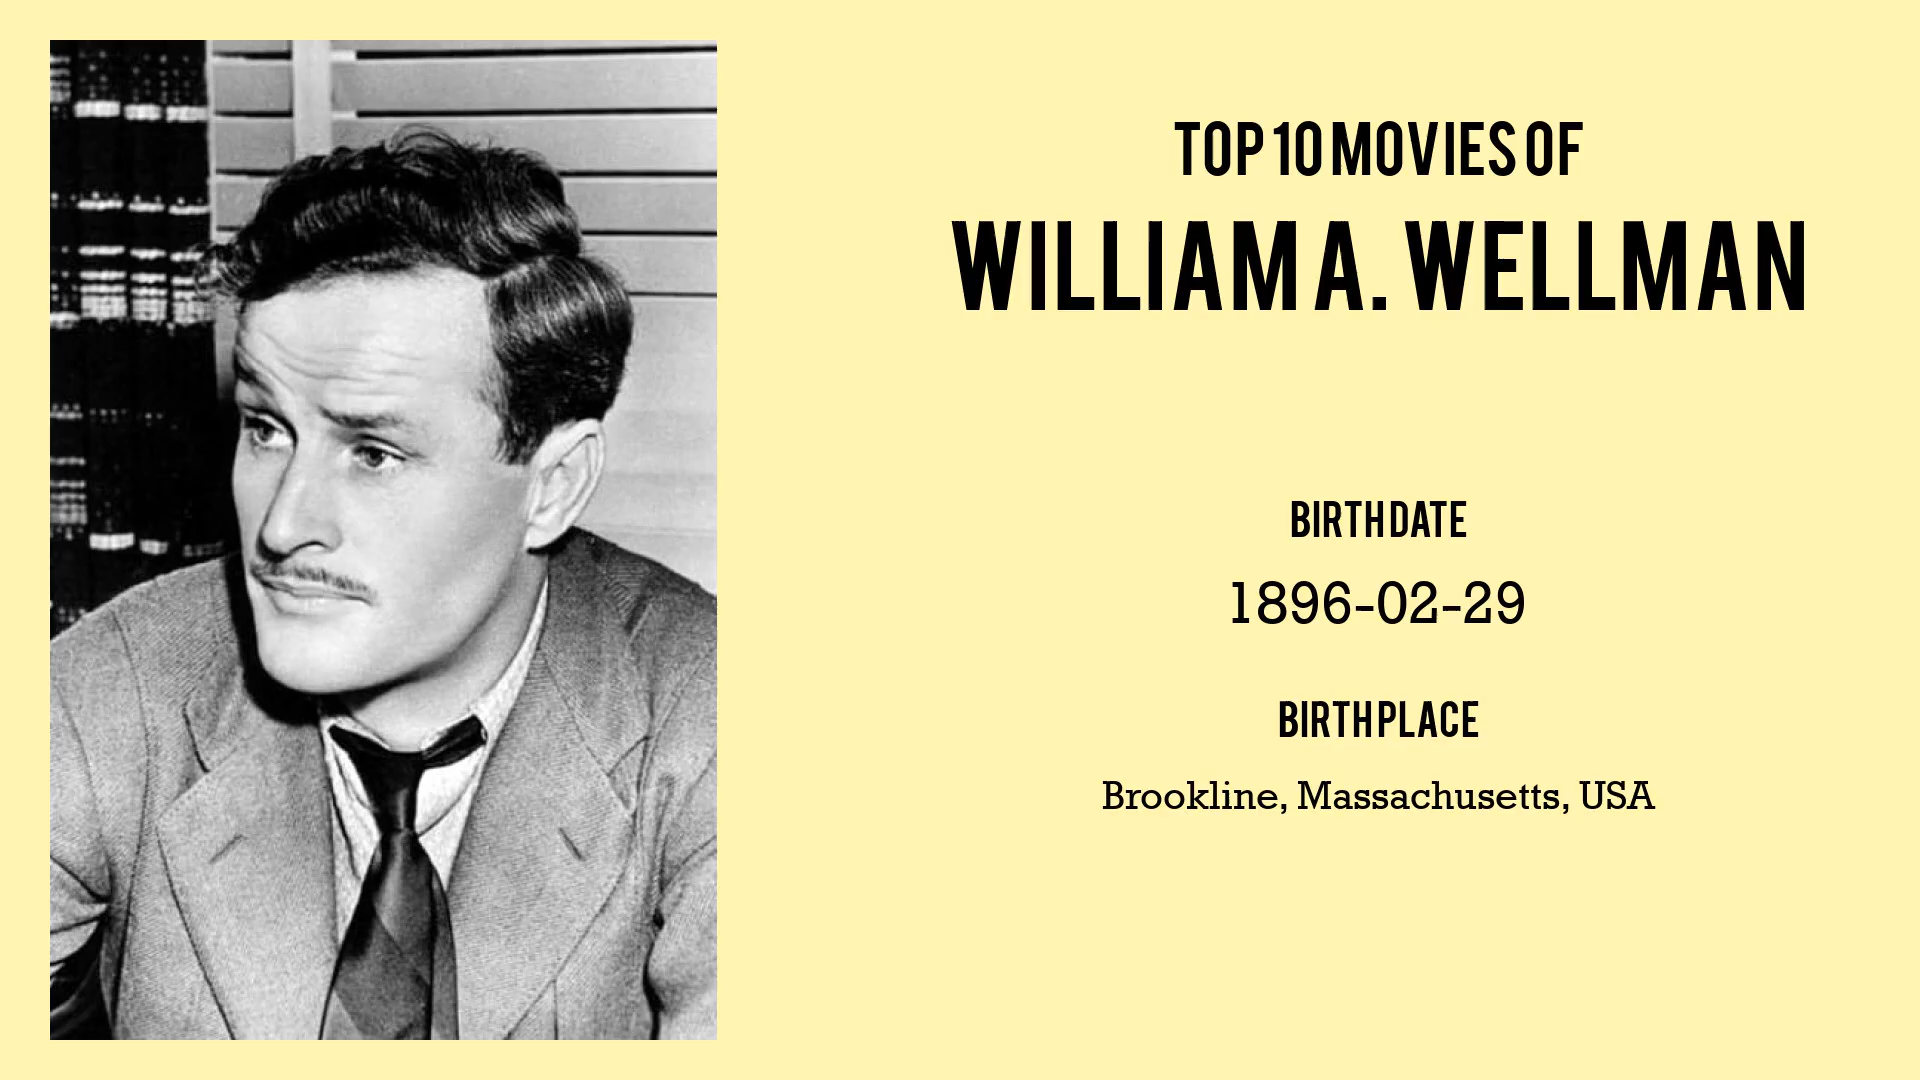 TOP 10 MOVIES OF
WILLIAM A. WELLMAN
BIRTHDATE
1896-02-29
BIRTHPLACE
Brookline, Massachusetts, USA